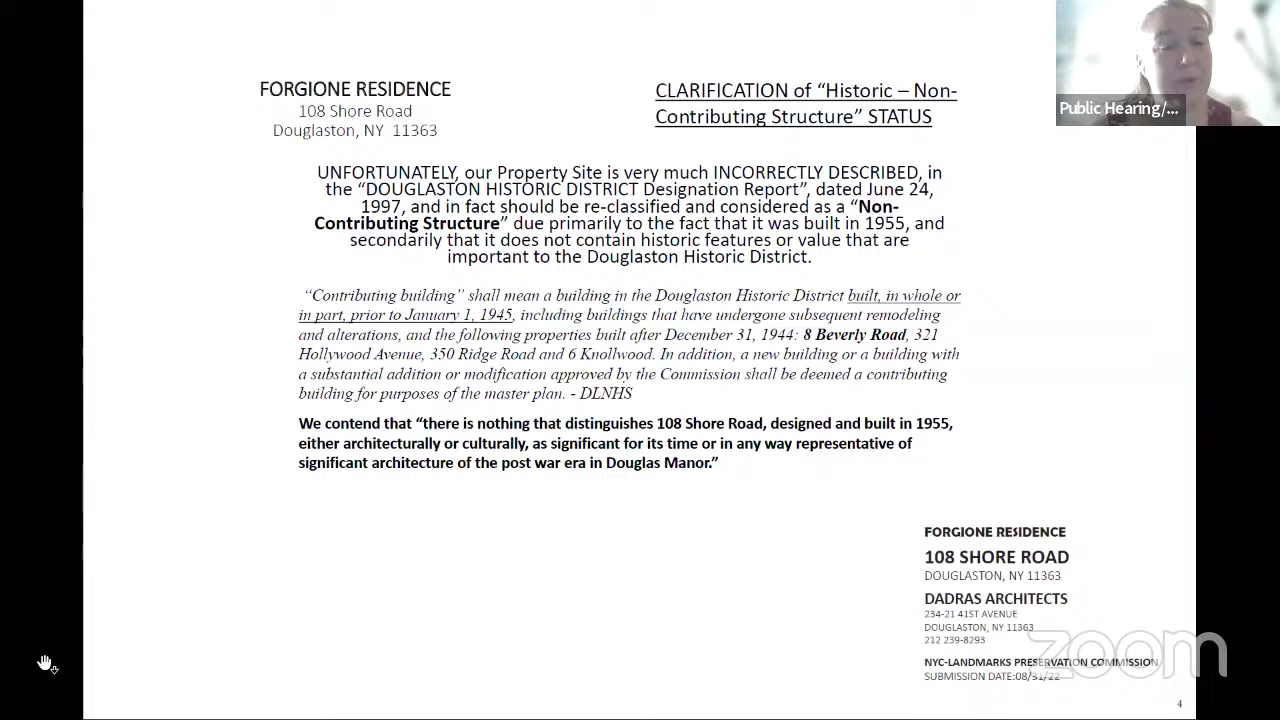 FORGIONE RESIDENCE
108 Shore Road
Douglaston, NY 11363
CLARIFICATION of “Historic – Non-
Contributing Structure” STATUS
Public Hearing/...
UNFORTUNATELY, our Property Site is very much INCORRECTLY DESCRIBED, in
the “DOUGLASTON HISTORIC DISTRICT Designation Report”, dated June 24,
1997, and in fact should be re-classified and considered as a “Non-
Contributing Structure” due primarily to the fact that it was built in 1955, and
secondarily that it does not contain historic features or value that are
important to the Douglaston Historic District.
“Contributing building” shall mean a building in the Douglaston Historic District built, in whole or
in part, prior to January 1, 1945, including buildings that have undergone subsequent remodeling
and alterations, and the following properties built after December 31, 1944: 8 Beverly Road, 321
Hollywood Avenue, 350 Ridge Road and 6 Knollwood. In addition, a new building or a building with
a substantial addition or modification approved by the Commission shall be deemed a contributing
building for purposes of the master plan. - DLNHS
We contend that “there is nothing that distinguishes 108 Shore Road, designed and built in 1955,
either architecturally or culturally, as significant for its time or in any way representative of
significant architecture of the post war era in Douglas Manor.”
FORGIONE RESIDENCE
108 SHORE ROAD
DOUGLASTON, NY 11363
DADRAS ARCHITECTS
234-21 41ST AVENUE
DOUGLASTON, NY 11363
212 239-8293
zoom
NYC-LANDMARKS PRESERVATION COMMISSION
SUBMISSION DATE:08/31/22
4